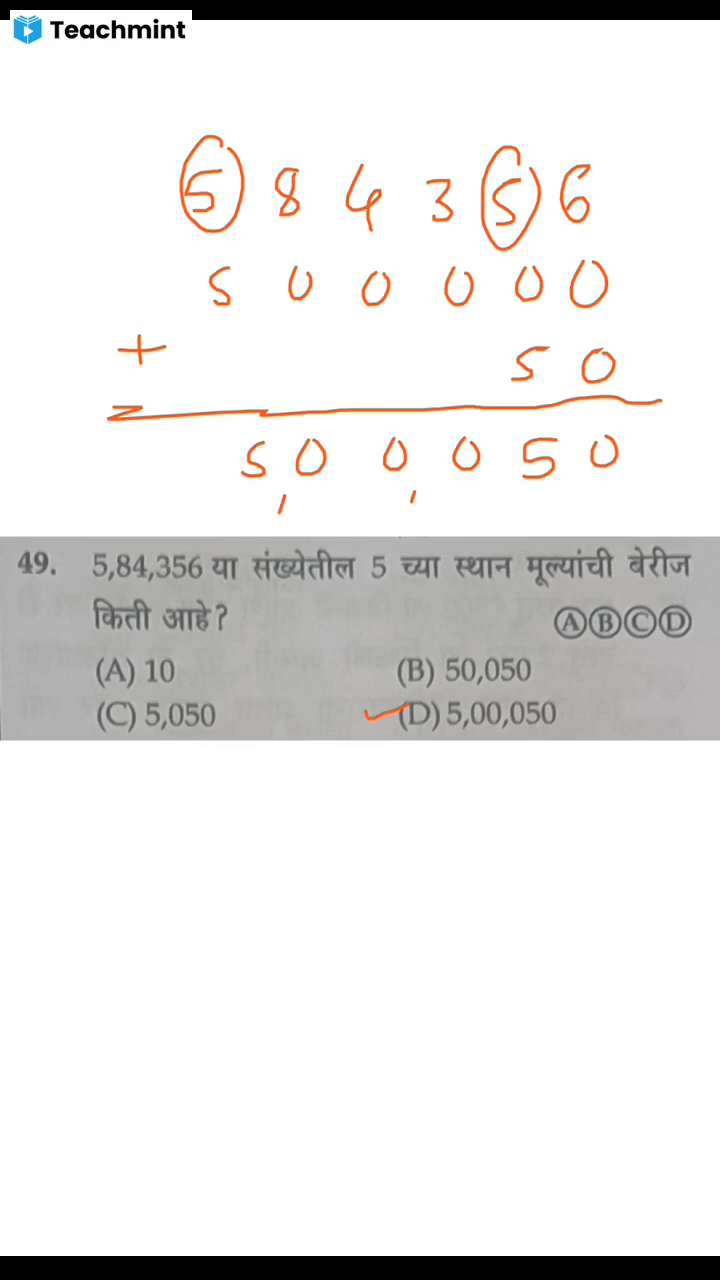 Teachmint
5 8 4 3 5 6
5 0 0 0 0 0
+ 5 0
=
5 0 0 0 5 0
, ,
49. 5,84,356 या संख्येतील 5 च्या स्थान मूल्यांची बेरीज
किती आहे? Ⓐ Ⓑ Ⓒ Ⓓ
(A) 10 (B) 50,050
(C) 5,050 (D) 5,00,050